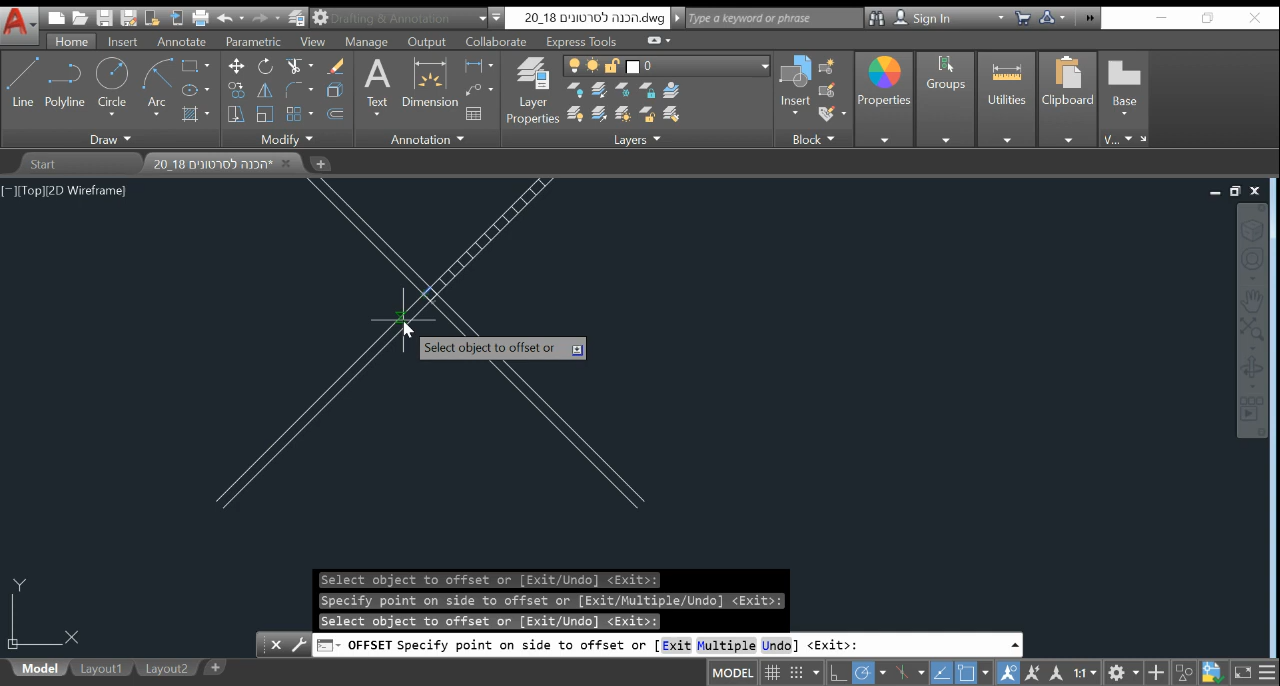 Drafting & Annotation
הכנה לסרטונים 20_18.dwg
Type a keyword or phrase
Sign In
Home Insert Annotate Parametric View Manage Output Collaborate Express Tools
Line Polyline Circle Arc
Text Dimension
Layer Properties
0
Insert
Properties Groups Utilities Clipboard Base
Draw Modify Annotation Layers Block V...
Start
הכנה לסרטונים 20_18*
[−][Top][2D Wireframe]
Select object to offset or
Y
X
Select object to offset or [Exit/Undo] <Exit>:
Specify point on side to offset or [Exit/Multiple/Undo] <Exit>:
Select object to offset or [Exit/Undo] <Exit>:
OFFSET Specify point on side to offset or [Exit Multiple Undo] <Exit>:
Model Layout1 Layout2
MODEL 1:1